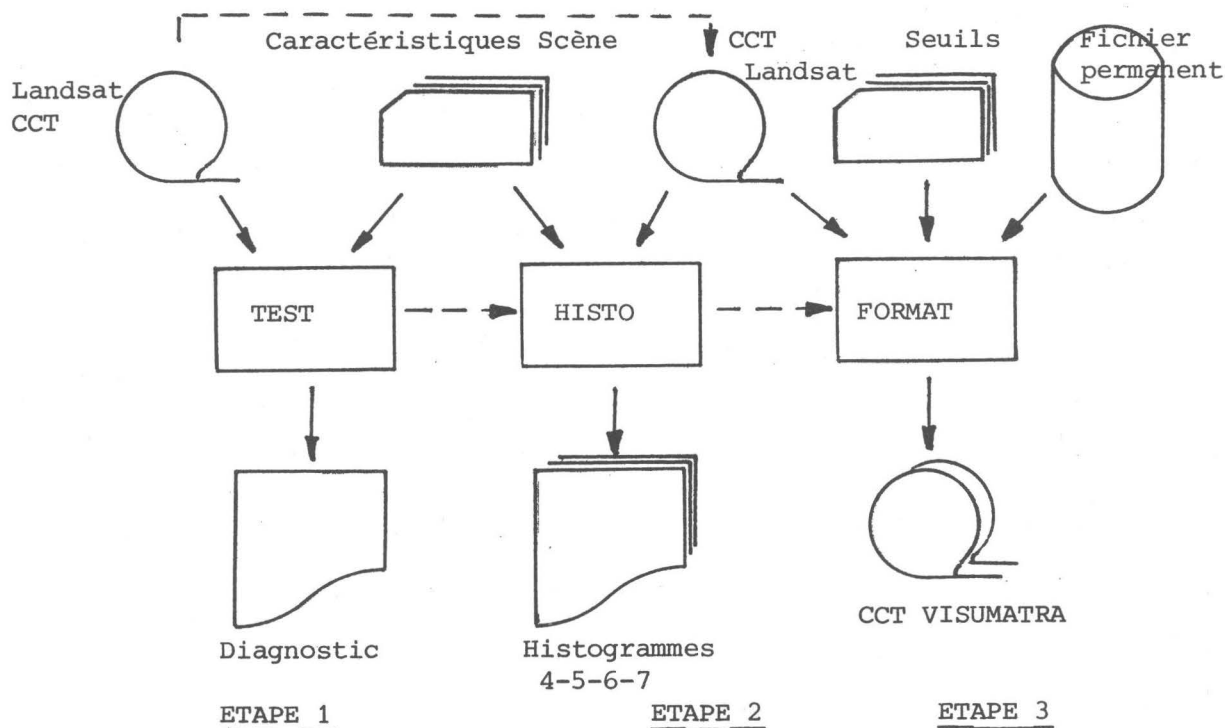 Caractéristiques Scène
CCT
Landsat
Seuils
Fichier
permanent
Landsat
CCT
TEST
HISTO
FORMAT
Diagnostic
Histogrammes
4-5-6-7
CCT VISUMATRA
ETAPE 1
ETAPE 2
ETAPE 3